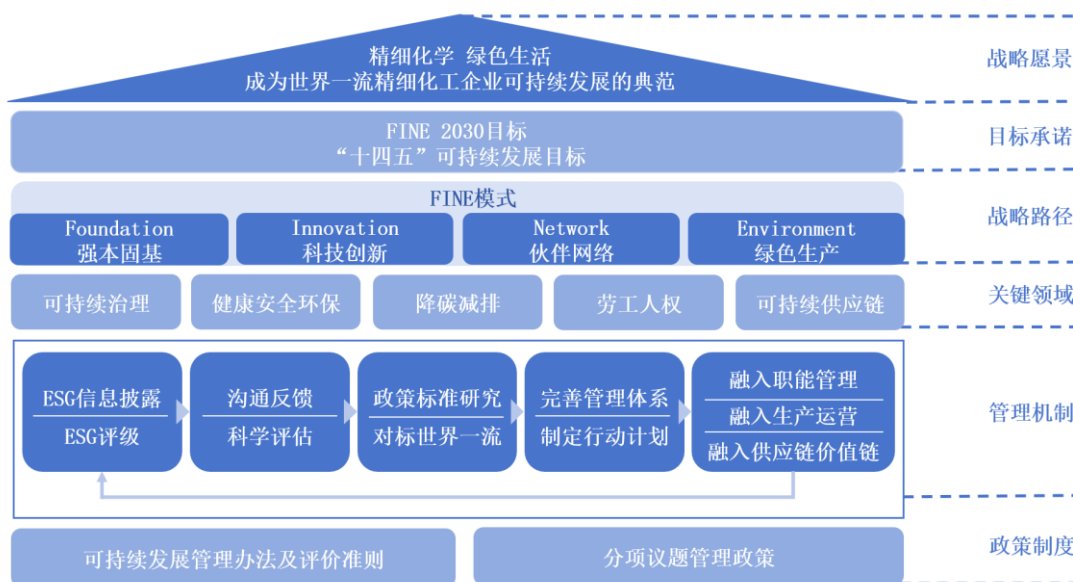 精细化学 绿色生活
成为世界一流精细化工企业可持续发展的典范
战略愿景
FINE 2030目标
“十四五”可持续发展目标
目标承诺
FINE模式
Foundation
强本固基
Innovation
科技创新
Network
伙伴网络
Environment
绿色生产
战略路径
可持续治理
健康安全环保
降碳减排
劳工人权
可持续供应链
关键领域
ESG信息披露
ESG评级
沟通反馈
科学评估
政策标准研究
对标世界一流
完善管理体系
制定行动计划
融入职能管理
融入生产运营
融入供应链价值链
管理机制
可持续发展管理办法及评价准则
分项议题管理政策
政策制度